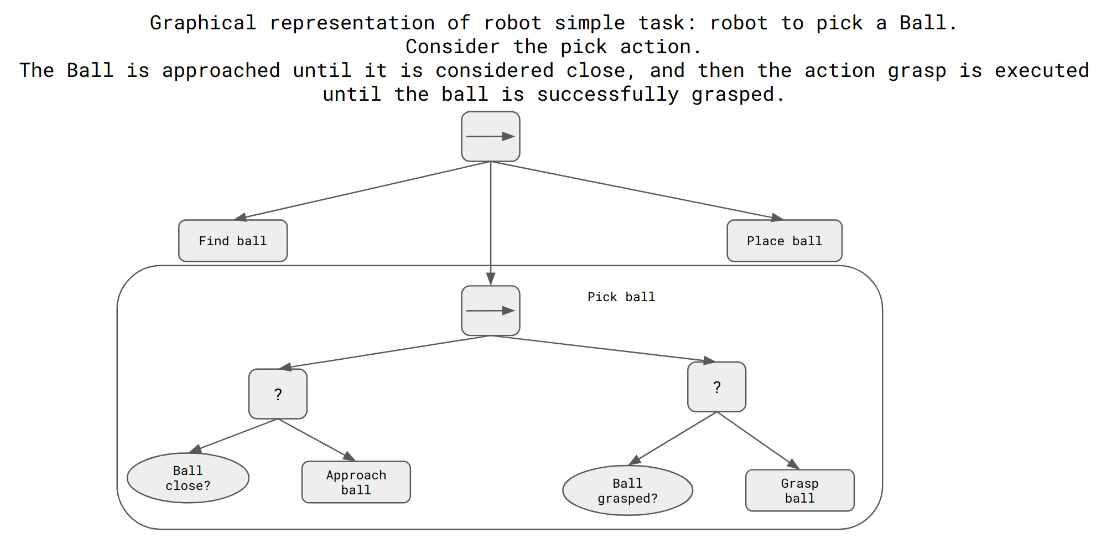 Graphical representation of robot simple task: robot to pick a Ball.
Consider the pick action.
The Ball is approached until it is considered close, and then the action grasp is executed
until the ball is successfully grasped.
Find ball
Place ball
Pick ball
?
?
Ball
close?
Approach
ball
Ball
grasped?
Grasp
ball